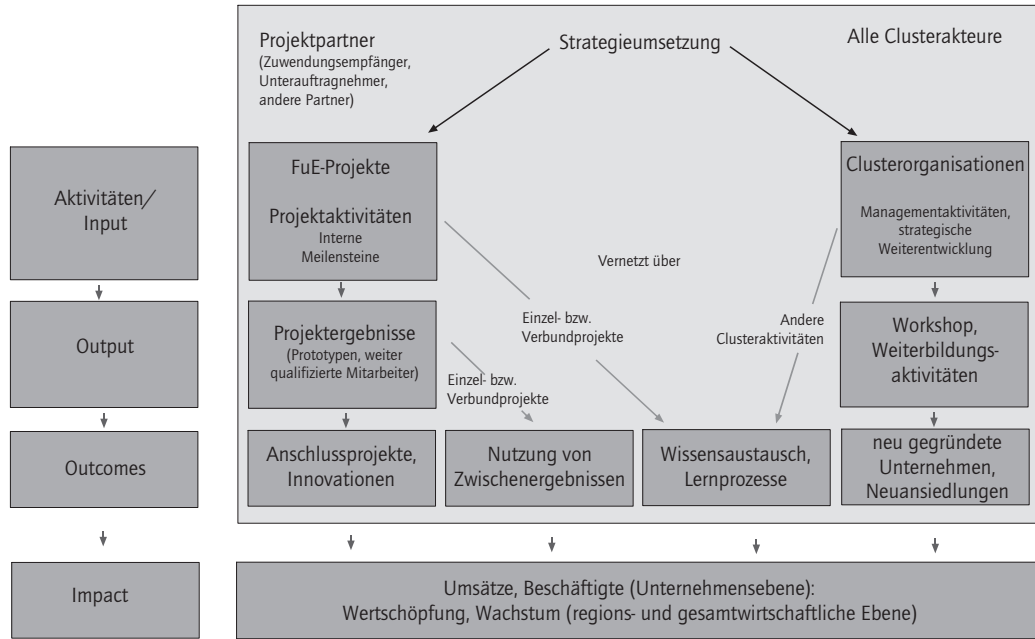 Projektpartner
(Zuwendungsempfänger,
Unterauftragnehmer,
andere Partner)
Strategieumsetzung
Alle Clusterakteure
Aktivitäten/
Input
FuE-Projekte
Projektaktivitäten
Interne
Meilensteine
Clusterorganisationen
Managementaktivitäten,
strategische
Weiterentwicklung
Vernetzt über
Einzel- bzw.
Verbundprojekte
Andere
Clusteraktivitäten
Output
Projektergebnisse
(Prototypen, weiter
qualifizierte Mitarbeiter)
Einzel- bzw.
Verbundprojekte
Workshop,
Weiterbildungs-
aktivitäten
Outcomes
Anschlussprojekte,
Innovationen
Nutzung von
Zwischenergebnissen
Wissensaustausch,
Lernprozesse
neu gegründete
Unternehmen,
Neuansiedlungen
Impact
Umsätze, Beschäftigte (Unternehmensebene):
Wertschöpfung, Wachstum (regions- und gesamtwirtschaftliche Ebene)